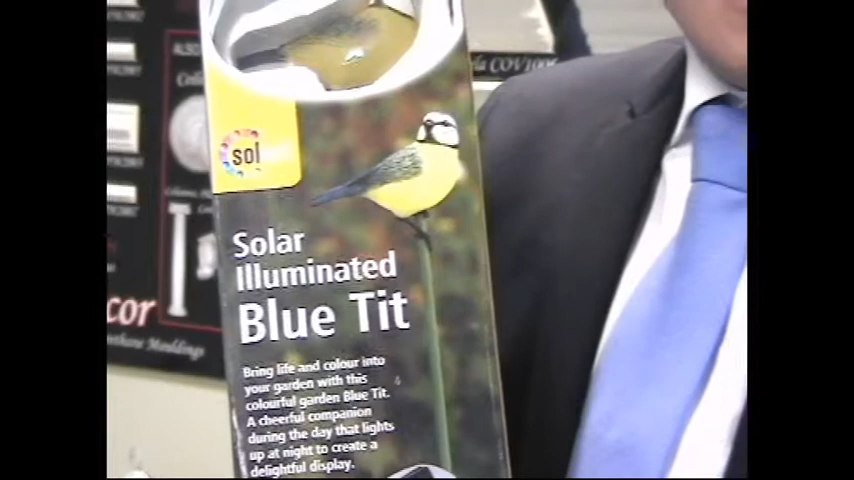 sol
Solar
Illuminated
Blue Tit
Bring life and colour into
your garden with this
colourful garden Blue Tit.
A cheerful companion
during the day that lights
up at night to create a
delightful display.
cor
Mouldings